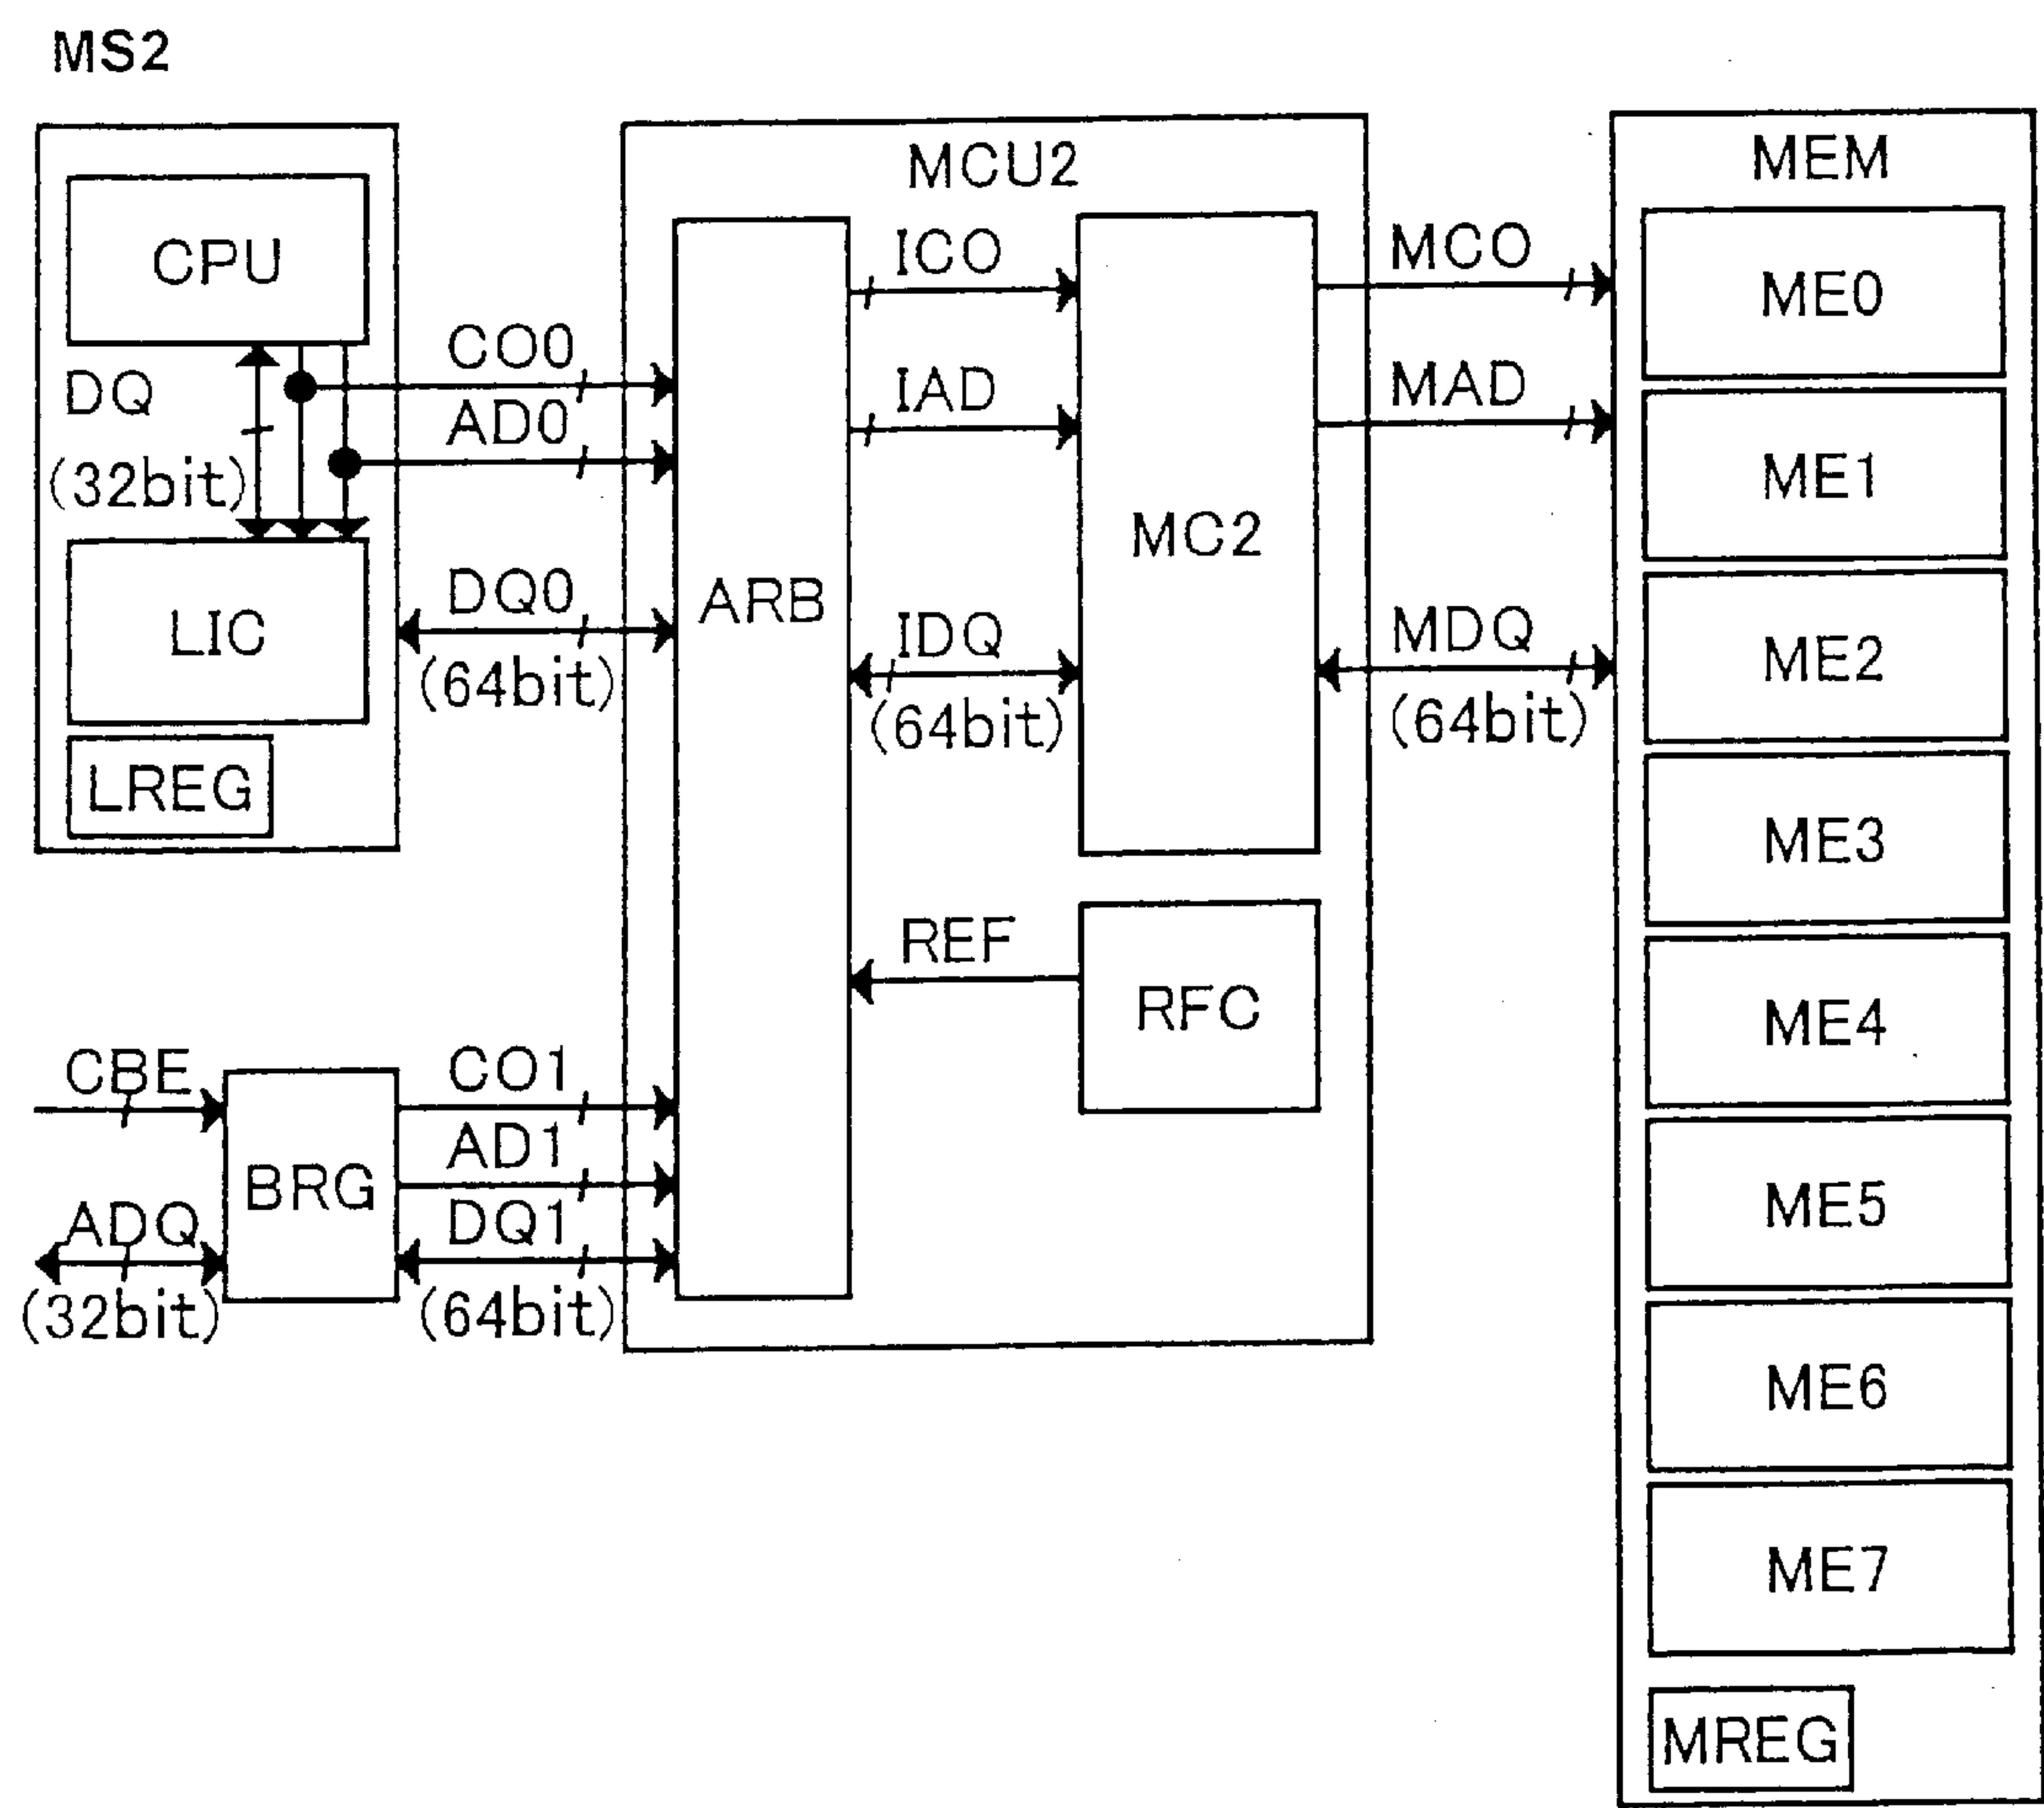 MS2
CPU
DQ
(32bit)
LIC
LREG
CO0
AD0
DQ0
(64bit)
CBE
ADQ
(32bit)
BRG
CO1
AD1
DQ1
(64bit)
MCU2
ARB
ICO
IAD
IDQ
(64bit)
MC2
REF
RFC
MCO
MAD
MDQ
(64bit)
MEM
ME0
ME1
ME2
ME3
ME4
ME5
ME6
ME7
MREG